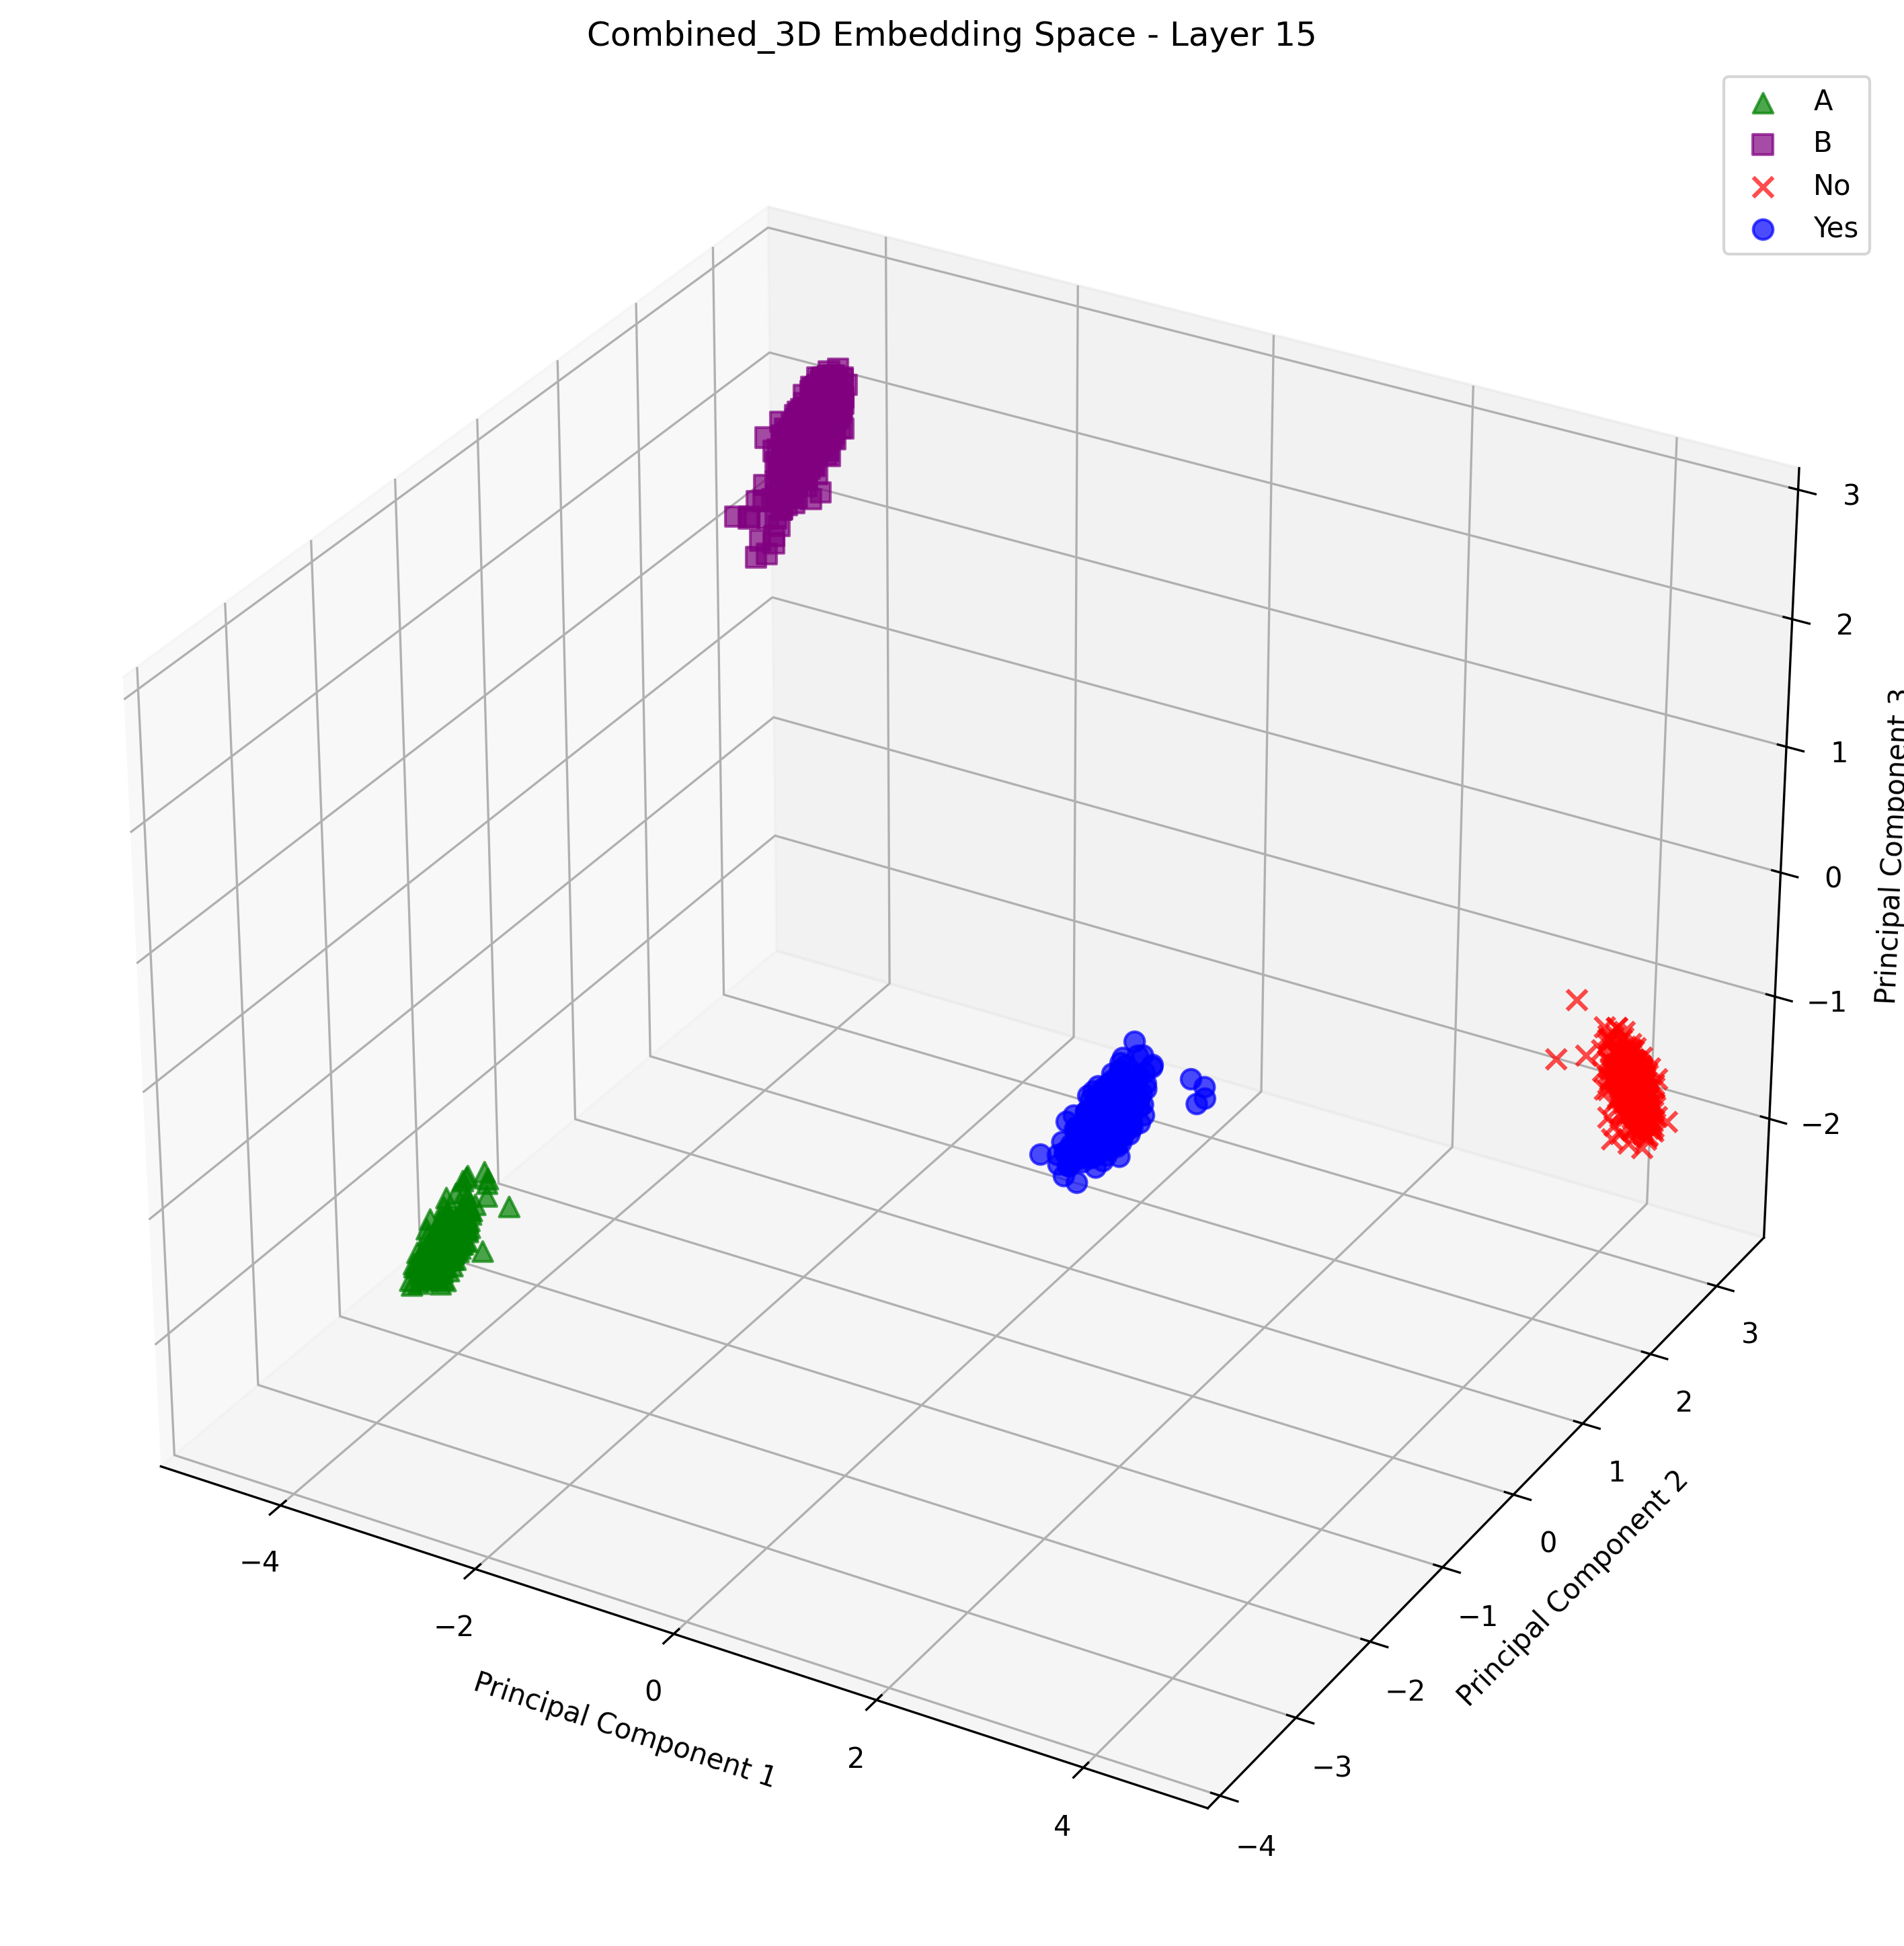 Combined_3D Embedding Space - Layer 15
A
B
No
Yes
3
2
1
0
−1
−2
Principal Component 3
3
2
1
0
−1
−2
−3
−4
Principal Component 2
−4
−2
0
2
4
Principal Component 1